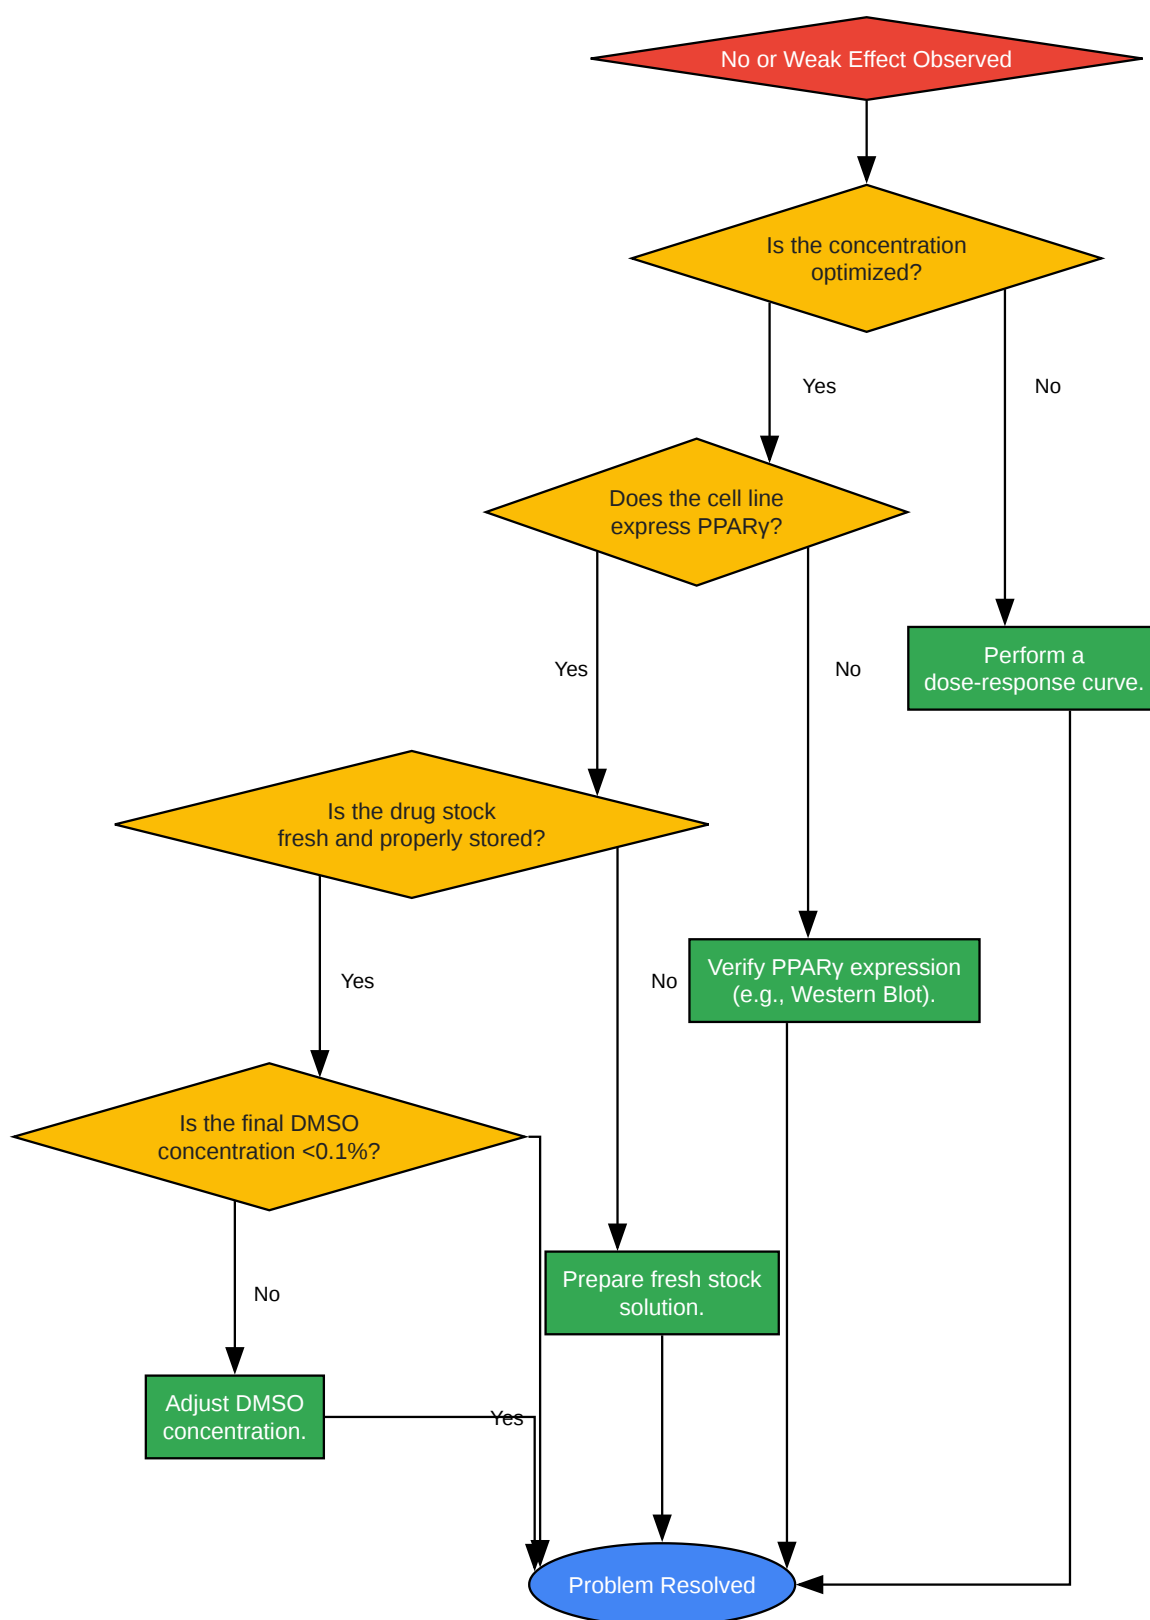 No or Weak Effect Observed
Is the concentration
optimized?
Yes
No
Does the cell line
express PPARγ?
Yes
No
Perform a
dose-response curve.
Is the drug stock
fresh and properly stored?
Yes
No
Verify PPARγ expression
(e.g., Western Blot).
Is the final DMSO
concentration <0.1%?
No
Prepare fresh stock
solution.
Adjust DMSO
concentration.
Yes
Problem Resolved